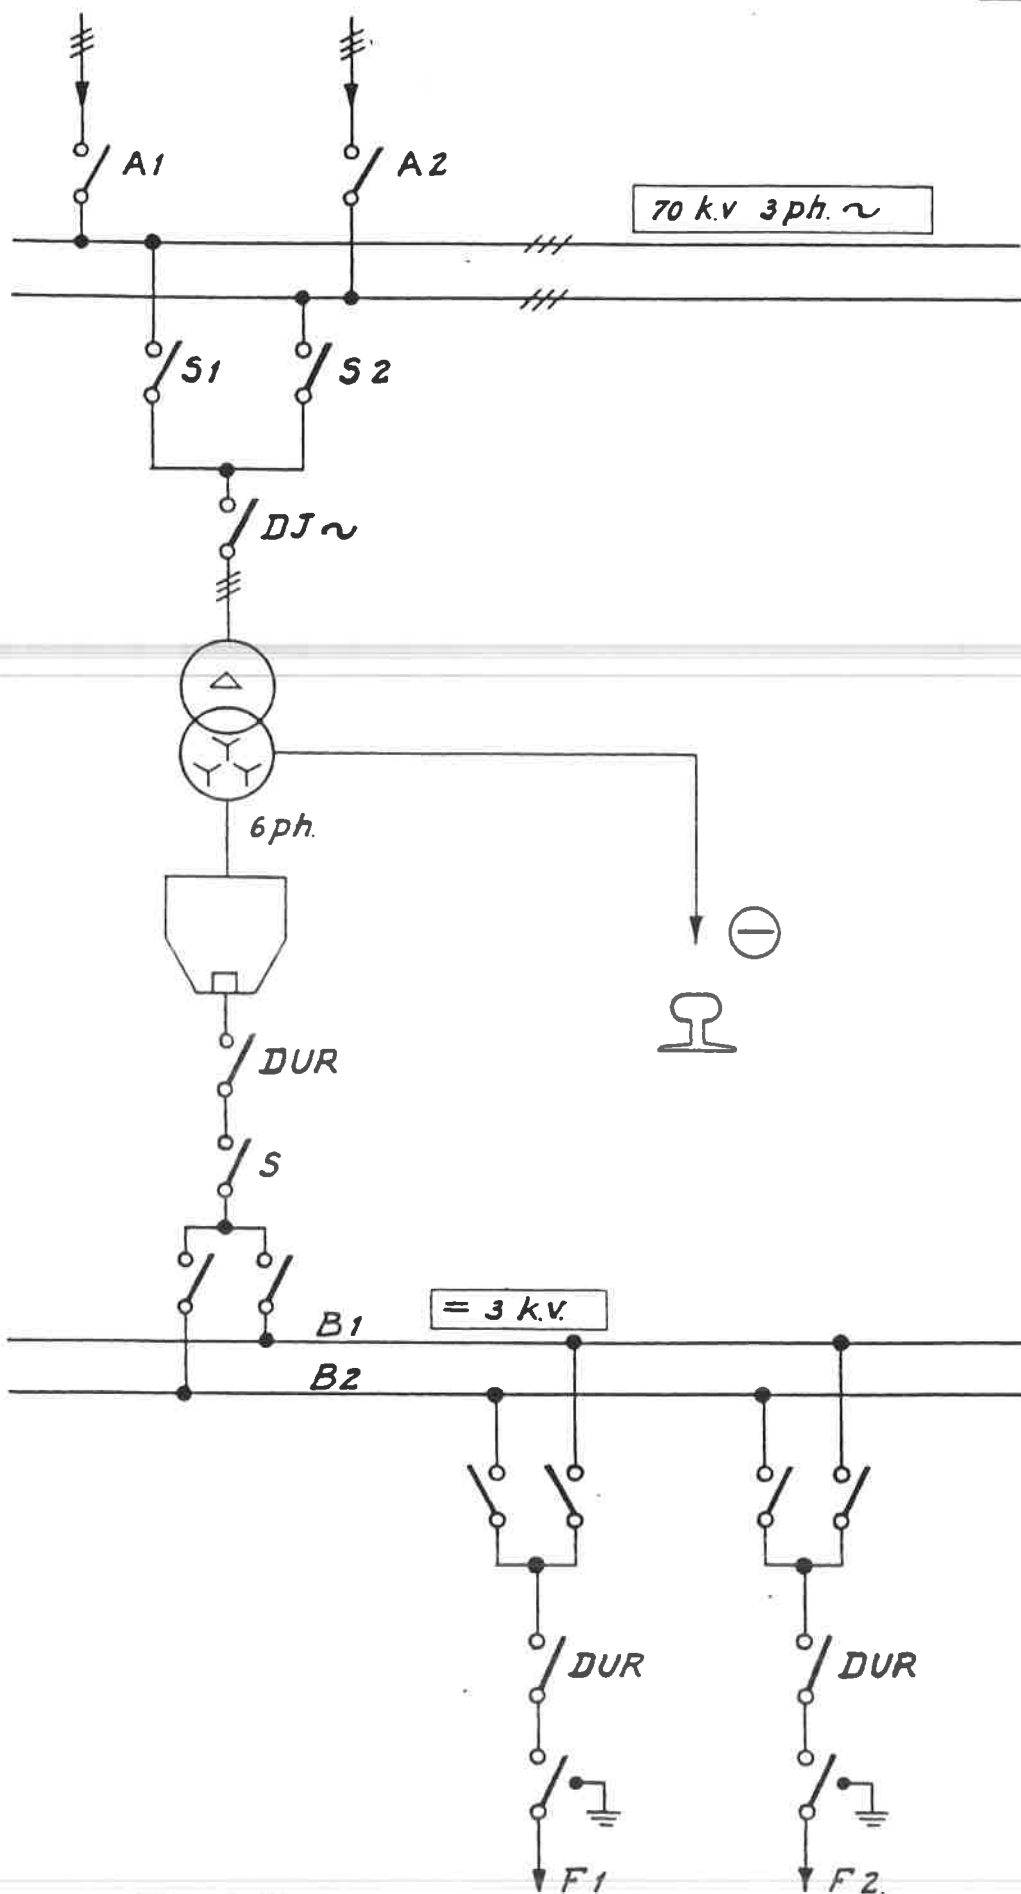 A1
A2
70 k.v 3 ph. ~
S1
S2
DJ ~
6 ph.
DUR
S
= 3 k.v.
B1
B2
DUR
DUR
F1
F2.